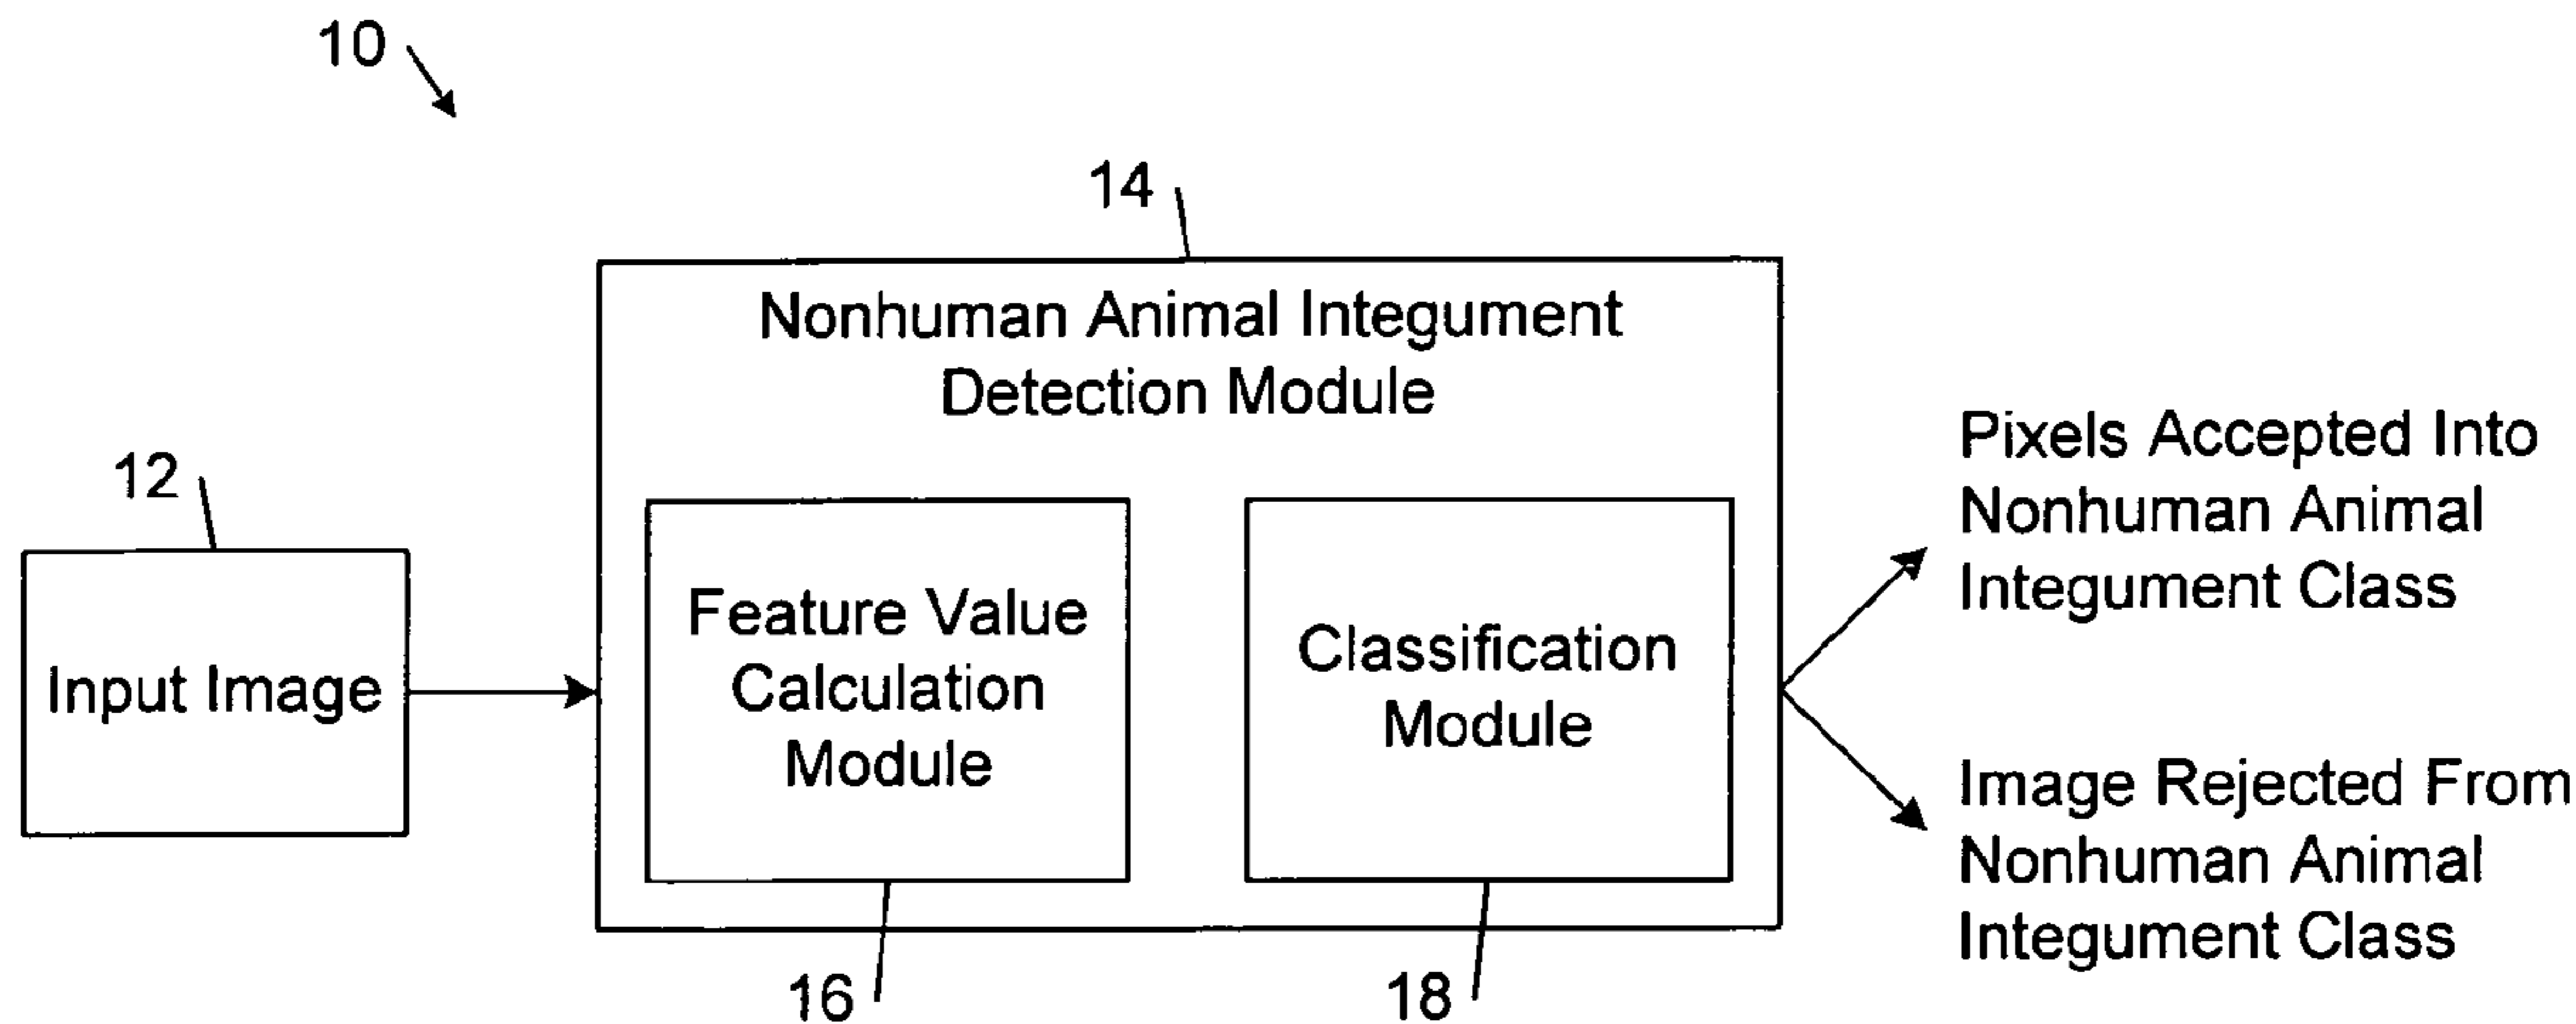 10
14
Nonhuman Animal Integument
Detection Module
12
Input Image
Feature Value
Calculation
Module
Classification
Module
16
18
Pixels Accepted Into
Nonhuman Animal
Integument Class
Image Rejected From
Nonhuman Animal
Integument Class